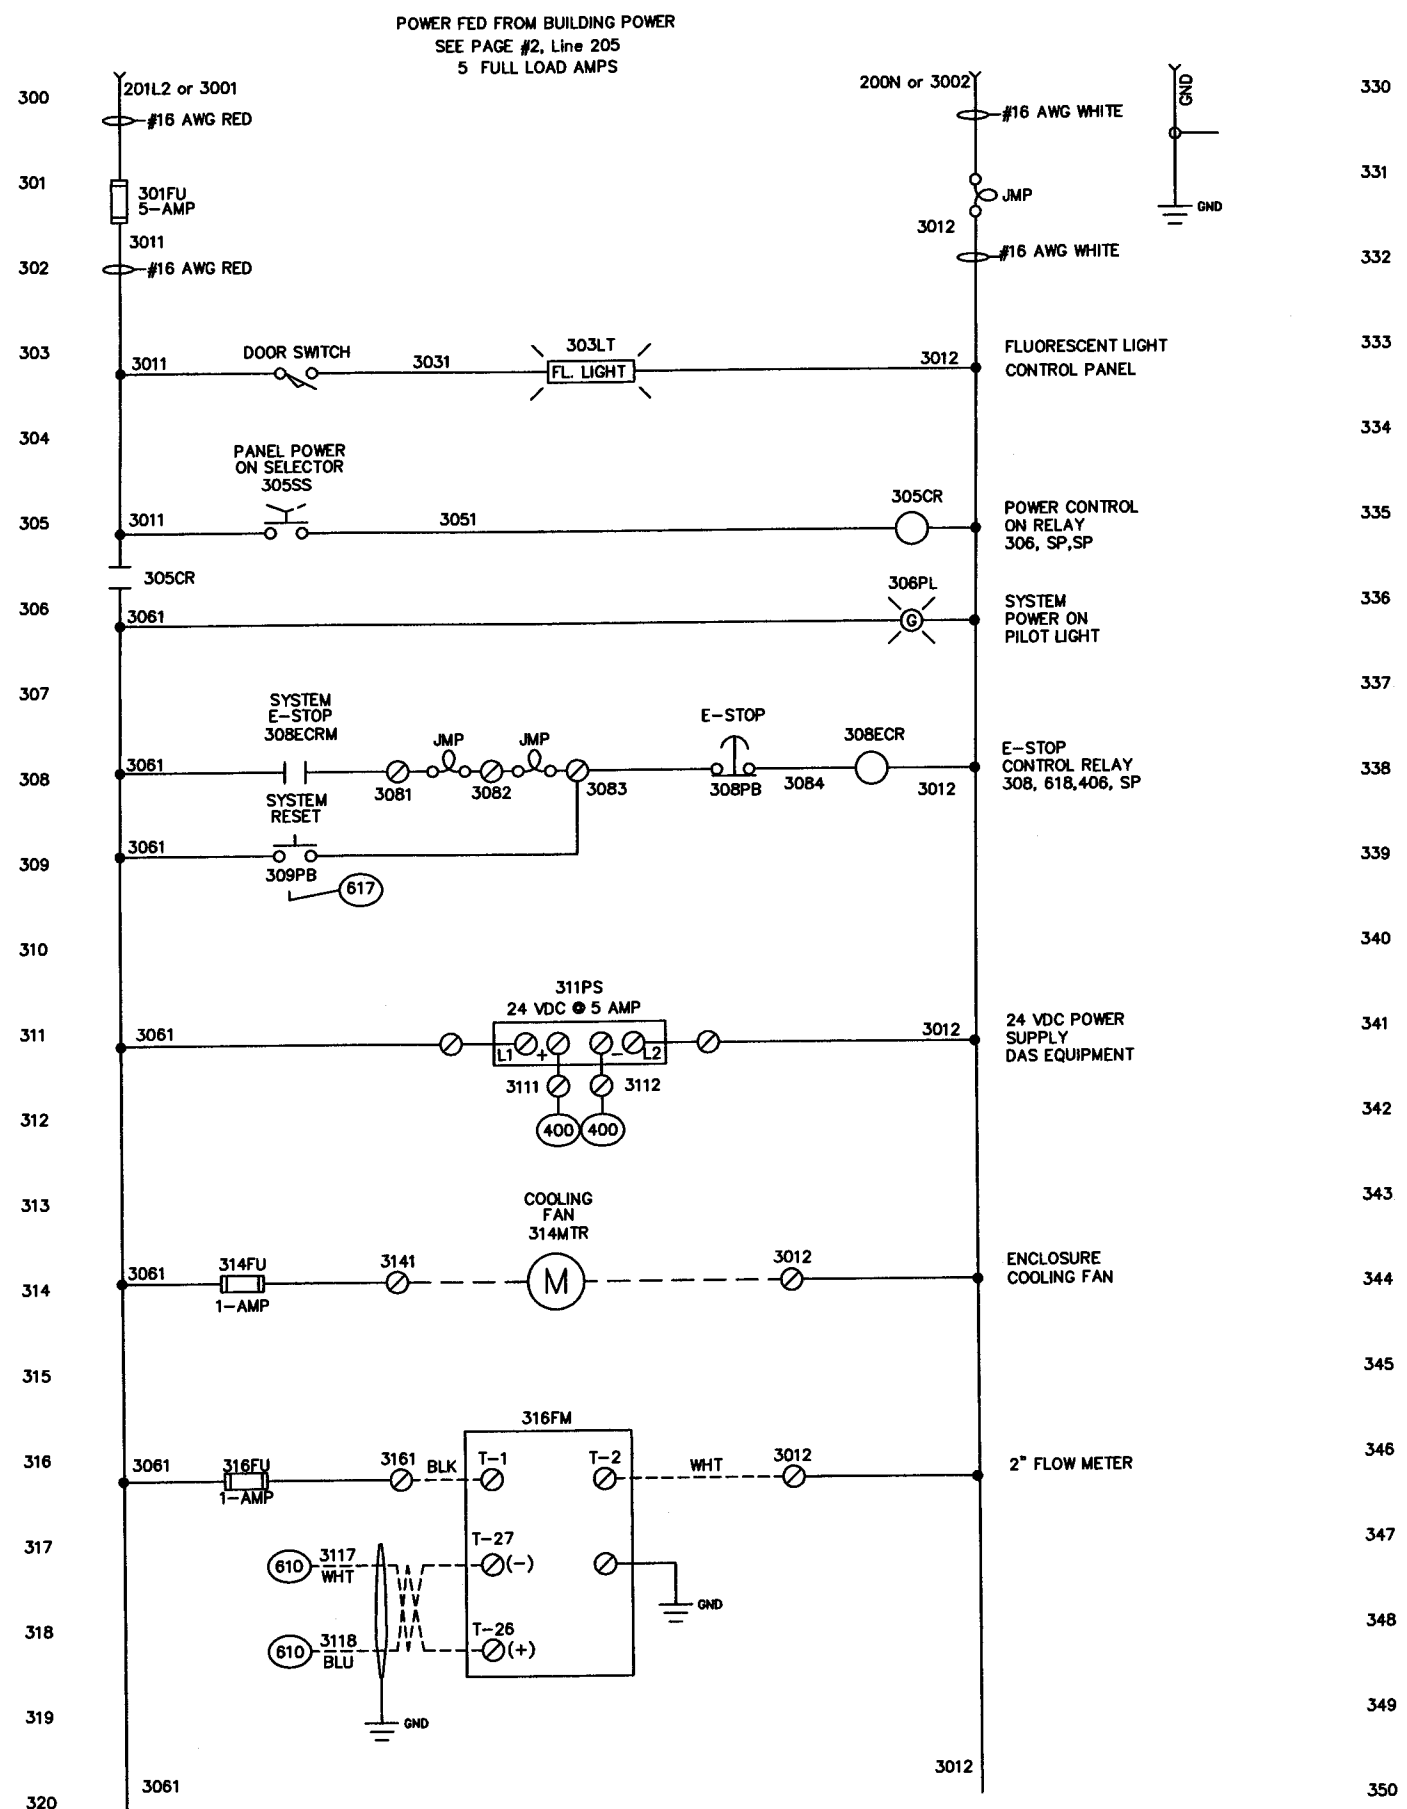 POWER FED FROM BUILDING POWER
SEE PAGE #2, Line 205
5 FULL LOAD AMPS
300
201L2 or 3001
200N or 3002
GND
330
#16 AWG RED
#16 AWG WHITE
301
301FU
5-AMP
JMP
GND
331
3011
3012
302
#16 AWG RED
#16 AWG WHITE
332
303
3011
DOOR SWITCH
3031
303LT
FL. LIGHT
3012
FLUORESCENT LIGHT
CONTROL PANEL
333
304
334
PANEL POWER
ON SELECTOR
305SS
305
3011
3051
305CR
POWER CONTROL
ON RELAY
306, SP,SP
335
305CR
306
3061
306PL
G
SYSTEM
POWER ON
PILOT LIGHT
336
307
337
SYSTEM
E-STOP
308ECRM
JMP
JMP
E-STOP
308ECR
308
3061
3081
3082
3083
308PB
3084
3012
E-STOP
CONTROL RELAY
308, 618,406, SP
338
SYSTEM
RESET
309
3061
309PB
617
339
310
340
311PS
24 VDC @ 5 AMP
311
3061
L1
+
-
L2
3012
24 VDC POWER
SUPPLY
DAS EQUIPMENT
341
3111
3112
312
400
400
342
313
343
COOLING
FAN
314MTR
314
3061
314FU
1-AMP
3141
M
3012
ENCLOSURE
COOLING FAN
344
315
345
316FM
316
3061
316FU
1-AMP
3161
BLK
T-1
T-2
WHT
3012
2" FLOW METER
346
317
610
3117
WHT
T-27
(-)
GND
347
318
610
3118
BLU
T-26
(+)
348
319
GND
349
320
3061
3012
350